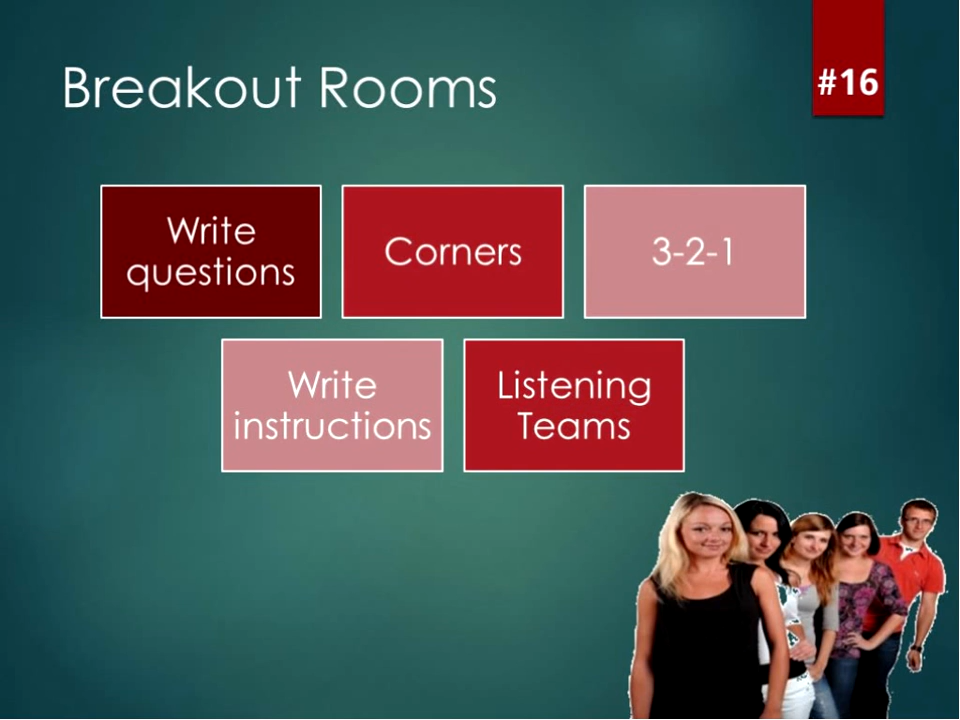 Breakout Rooms
#16
Write
questions
Corners
3-2-1
Write
instructions
Listening
Teams